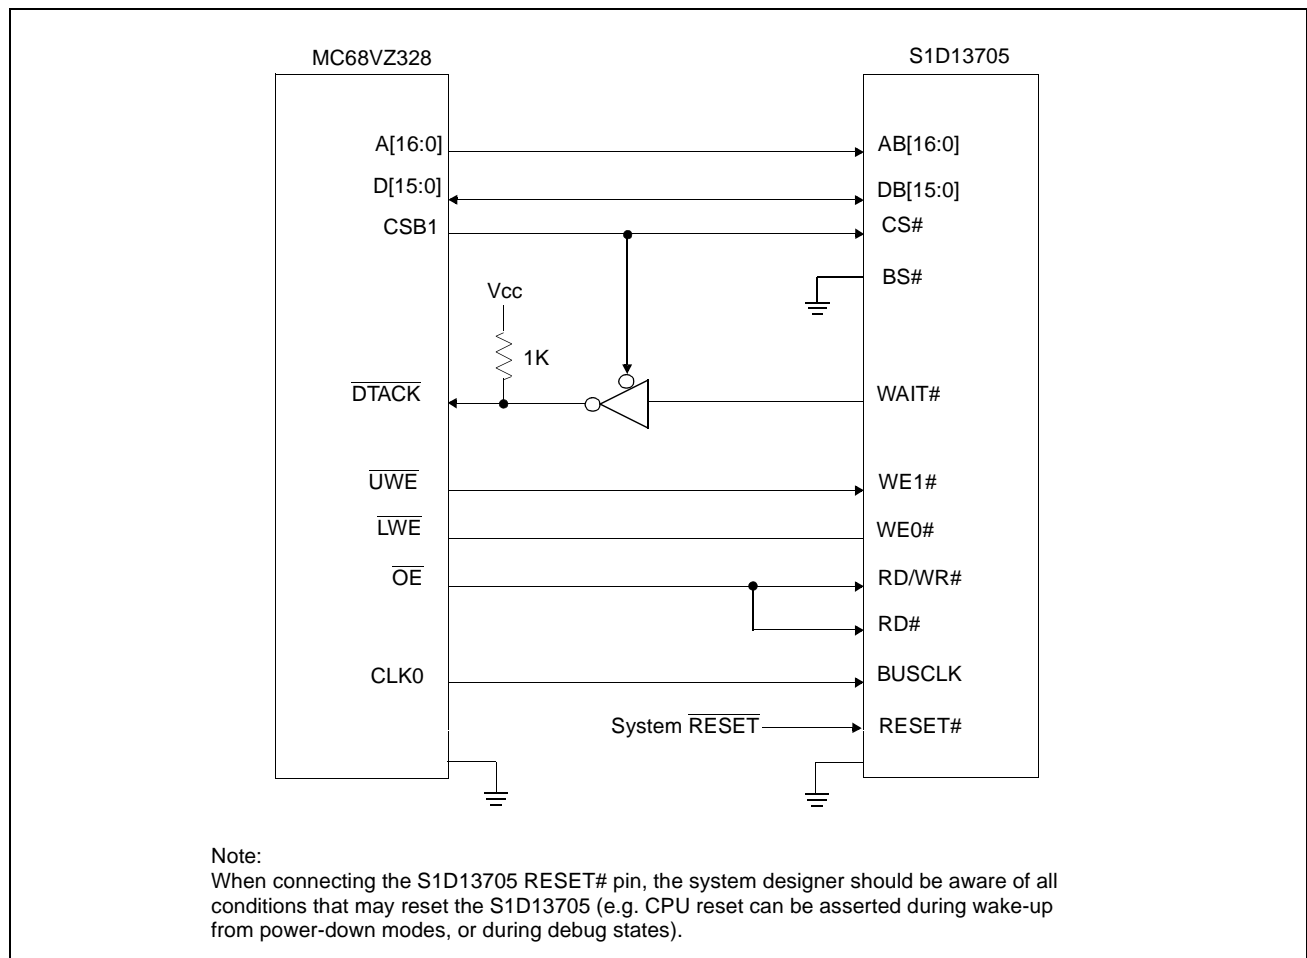 MC68VZ328
S1D13705
A[16:0]
AB[16:0]
D[15:0]
DB[15:0]
CSB1
CS#
BS#
Vcc
1K
DTACK
WAIT#
UWE
WE1#
LWE
WE0#
OE
RD/WR#
RD#
CLK0
BUSCLK
System RESET
RESET#
Note:
When connecting the S1D13705 RESET# pin, the system designer should be aware of all
conditions that may reset the S1D13705 (e.g. CPU reset can be asserted during wake-up
from power-down modes, or during debug states).